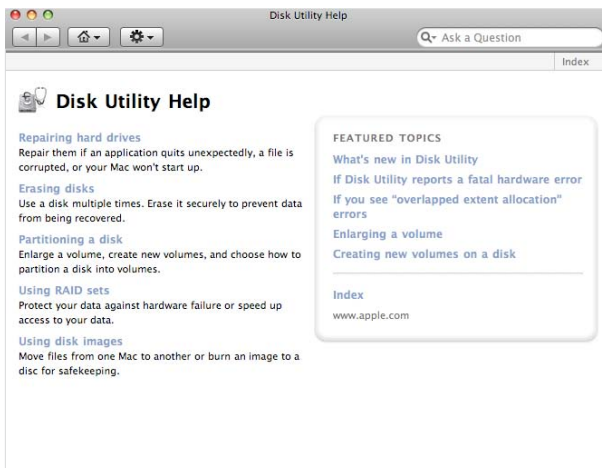 Disk Utility Help
Ask a Question
Index
Disk Utility Help
Repairing hard drives
Repair them if an application quits unexpectedly, a file is
corrupted, or your Mac won't start up.
Erasing disks
Use a disk multiple times. Erase it securely to prevent data
from being recovered.
Partitioning a disk
Enlarge a volume, create new volumes, and choose how to
partition a disk into volumes.
Using RAID sets
Protect your data against hardware failure or speed up
access to your data.
Using disk images
Move files from one Mac to another or burn an image to a
disc for safekeeping.
FEATURED TOPICS
What's new in Disk Utility
If Disk Utility reports a fatal hardware error
If you see "overlapped extent allocation"
errors
Enlarging a volume
Creating new volumes on a disk
Index
www.apple.com